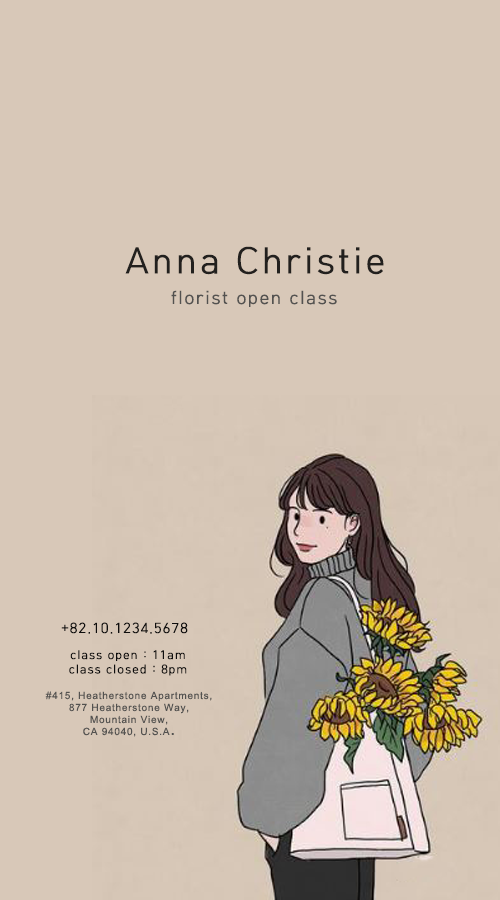 Anna Christie
florist open class
+82.10.1234.5678
class open : 11am
class closed : 8pm
#415, Heatherstone Apartments,
877 Heatherstone Way,
Mountain View,
CA 94040, U.S.A.